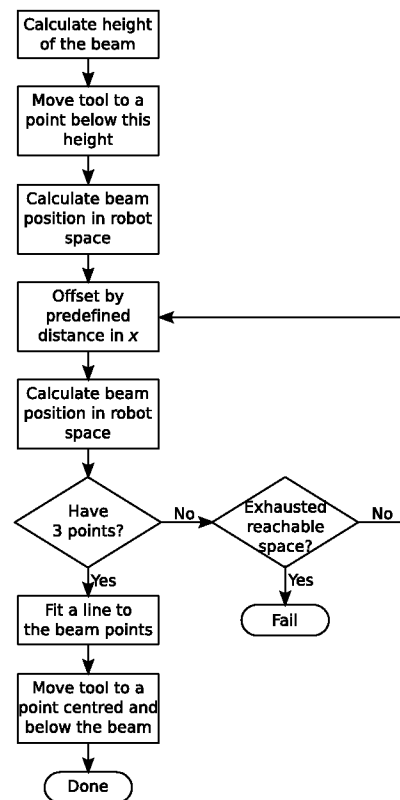 Calculate height
of the beam
Move tool to a
point below this
height
Calculate beam
position in robot
space
Offset by
predefined
distance in x
Calculate beam
position in robot
space
Have
3 points?
No
Exhausted
reachable
space?
No
Yes
Yes
Fit a line to
the beam points
Fail
Move tool to a
point centred and
below the beam
Done